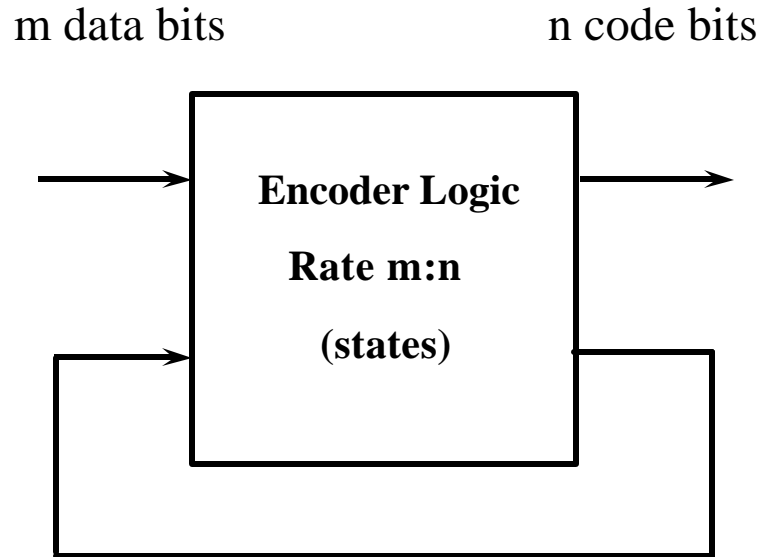 m data bits
n code bits
Encoder Logic
Rate m:n
(states)